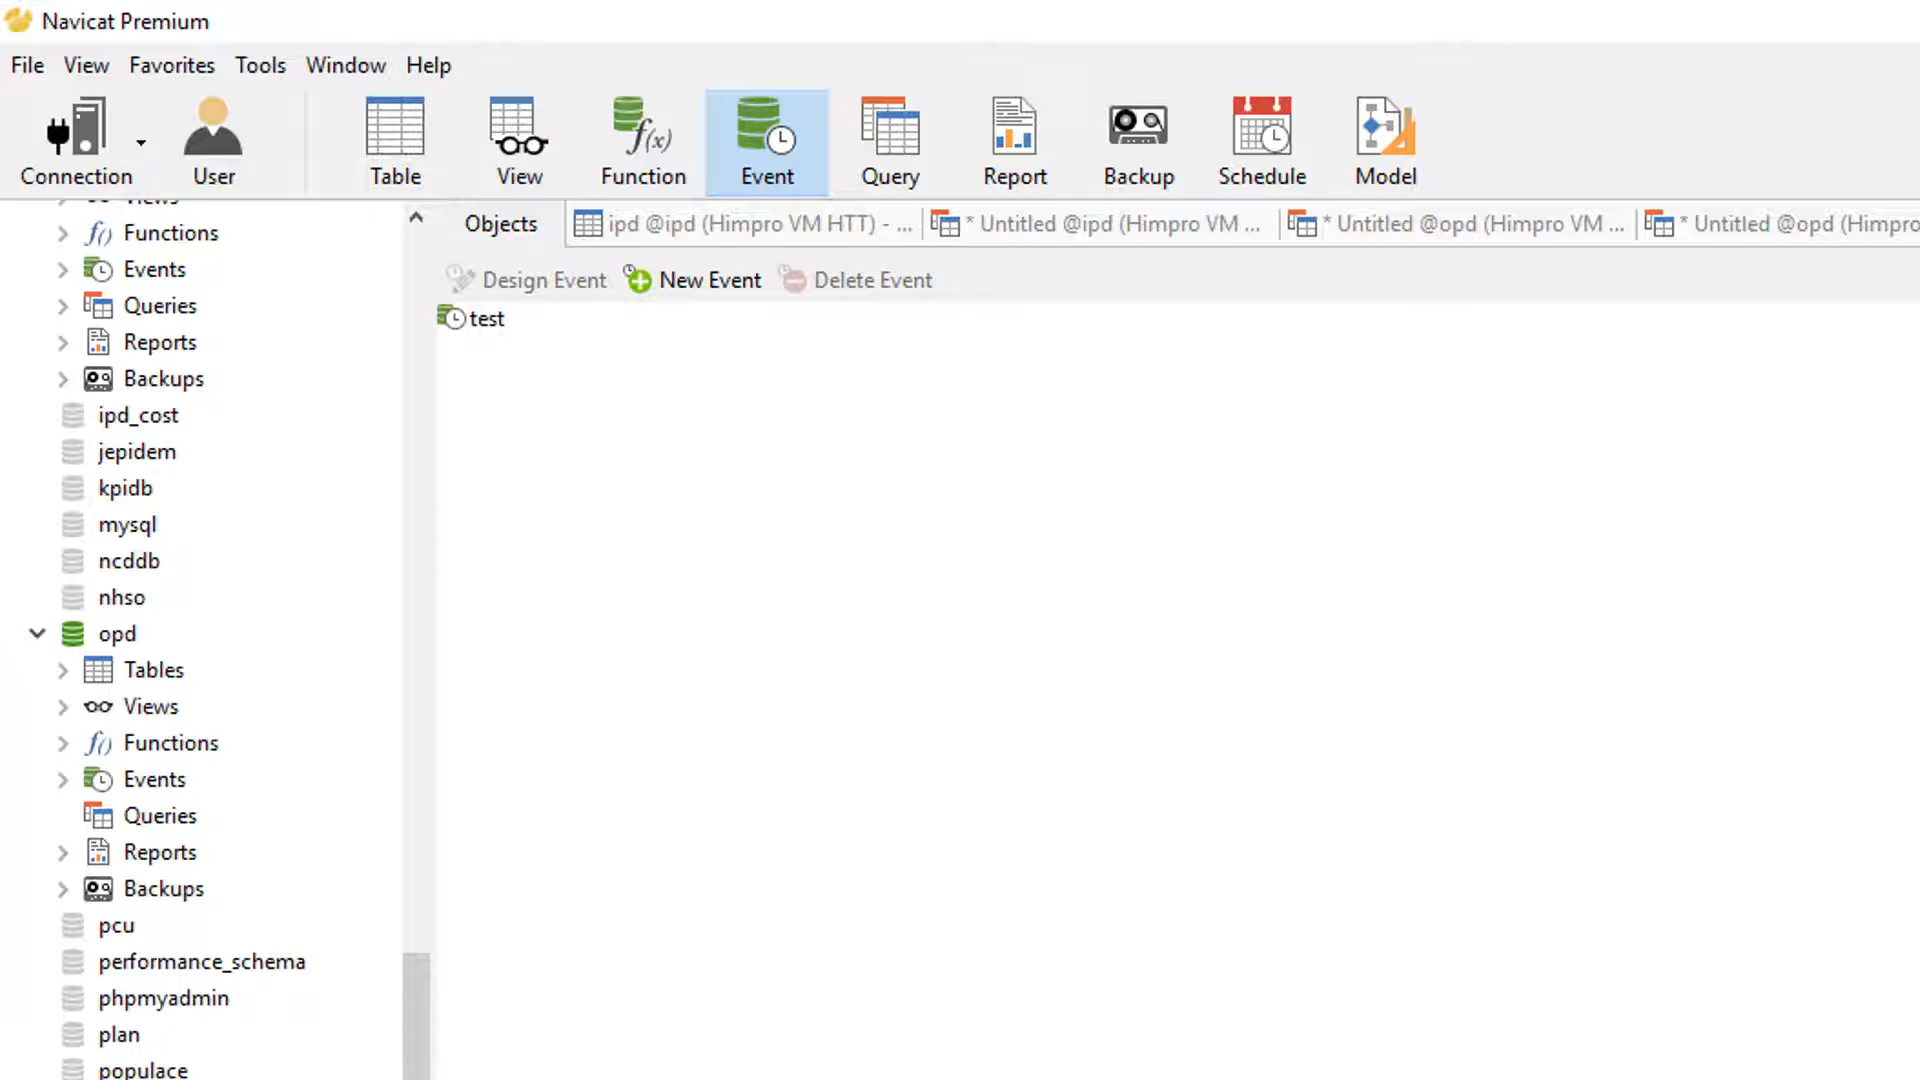 Navicat Premium
File View Favorites Tools Window Help
Connection User Table View Function Event Query Report Backup Schedule Model
Views
Functions
Events
Queries
Reports
Backups
ipd_cost
jepidem
kpidb
mysql
ncddb
nhso
opd
Tables
Views
Functions
Events
Queries
Reports
Backups
pcu
performance_schema
phpmyadmin
plan
populace
Objects ipd @ipd (Himpro VM HTT) - ... * Untitled @ipd (Himpro VM ... * Untitled @opd (Himpro VM ... * Untitled @opd (Himpro
Design Event New Event Delete Event
test